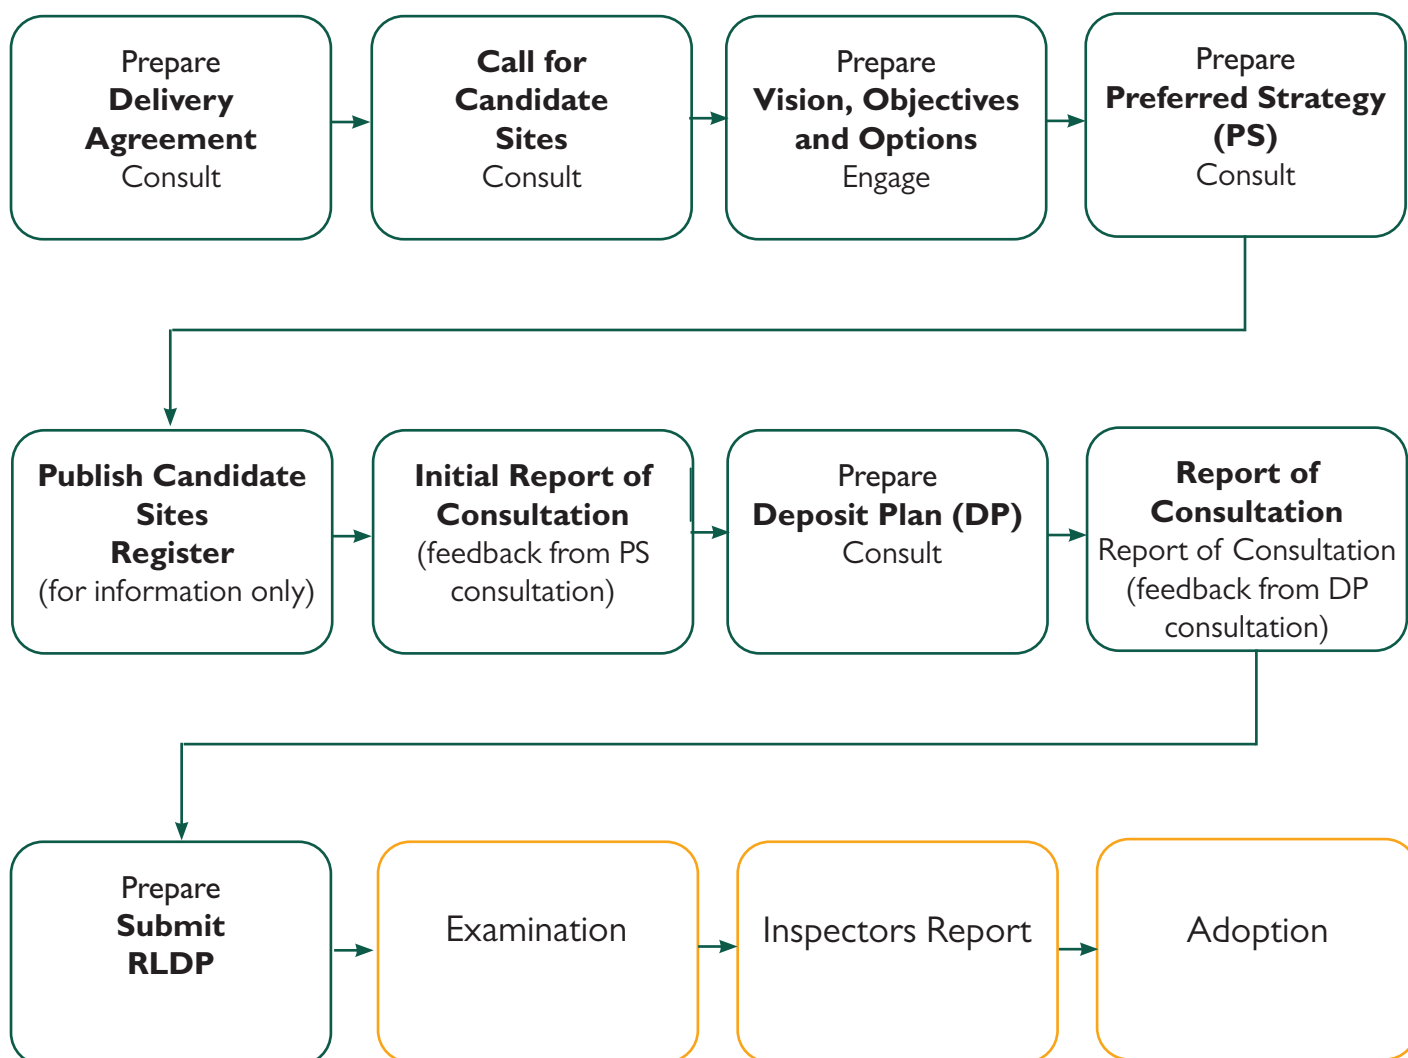 Prepare
Delivery
Agreement
Consult
Call for
Candidate
Sites
Consult
Prepare
Vision, Objectives
and Options
Engage
Prepare
Preferred Strategy
(PS)
Consult
Publish Candidate
Sites
Register
(for information only)
Initial Report of
Consultation
(feedback from PS
consultation)
Prepare
Deposit Plan (DP)
Consult
Report of
Consultation
Report of Consultation
(feedback from DP
consultation)
Prepare
Submit
RLDP
Examination
Inspectors Report
Adoption